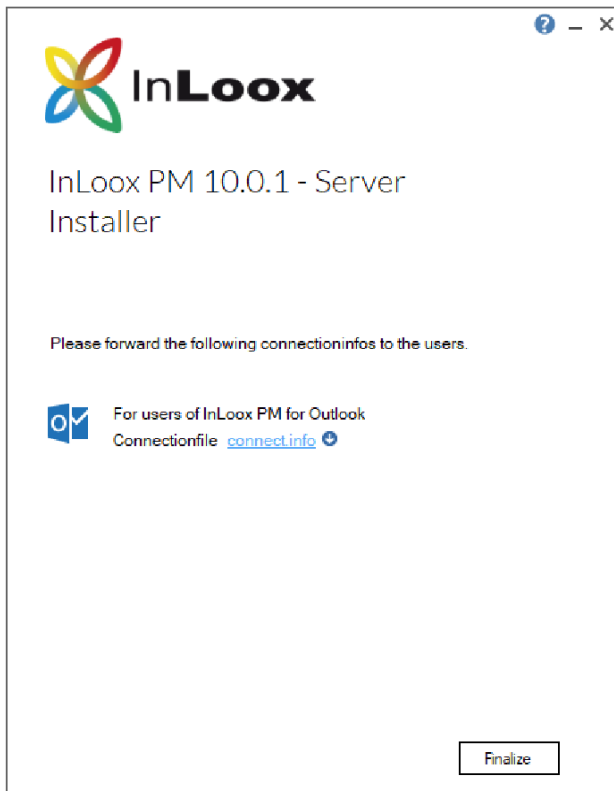 ?
InLoox
InLoox PM 10.0.1 - Server
Installer
Please forward the following connectioninfos to the users.
For users of InLoox PM for Outlook
Connectionfile connect.info
Finalize